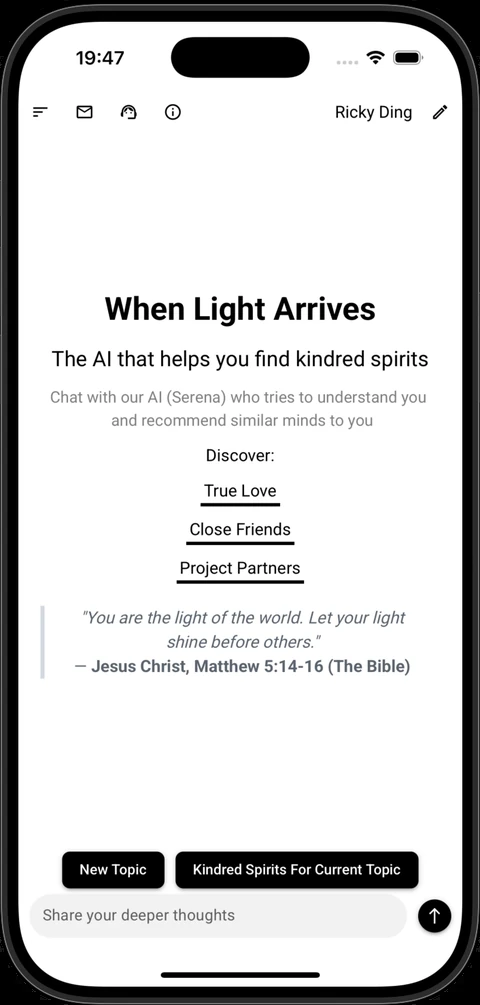 19:47
Ricky Ding
When Light Arrives
The AI that helps you find kindred spirits
Chat with our AI (Serena) who tries to understand you
and recommend similar minds to you
Discover:
True Love
Close Friends
Project Partners
"You are the light of the world. Let your light
shine before others."
— Jesus Christ, Matthew 5:14-16 (The Bible)
New Topic
Kindred Spirits For Current Topic
Share your deeper thoughts